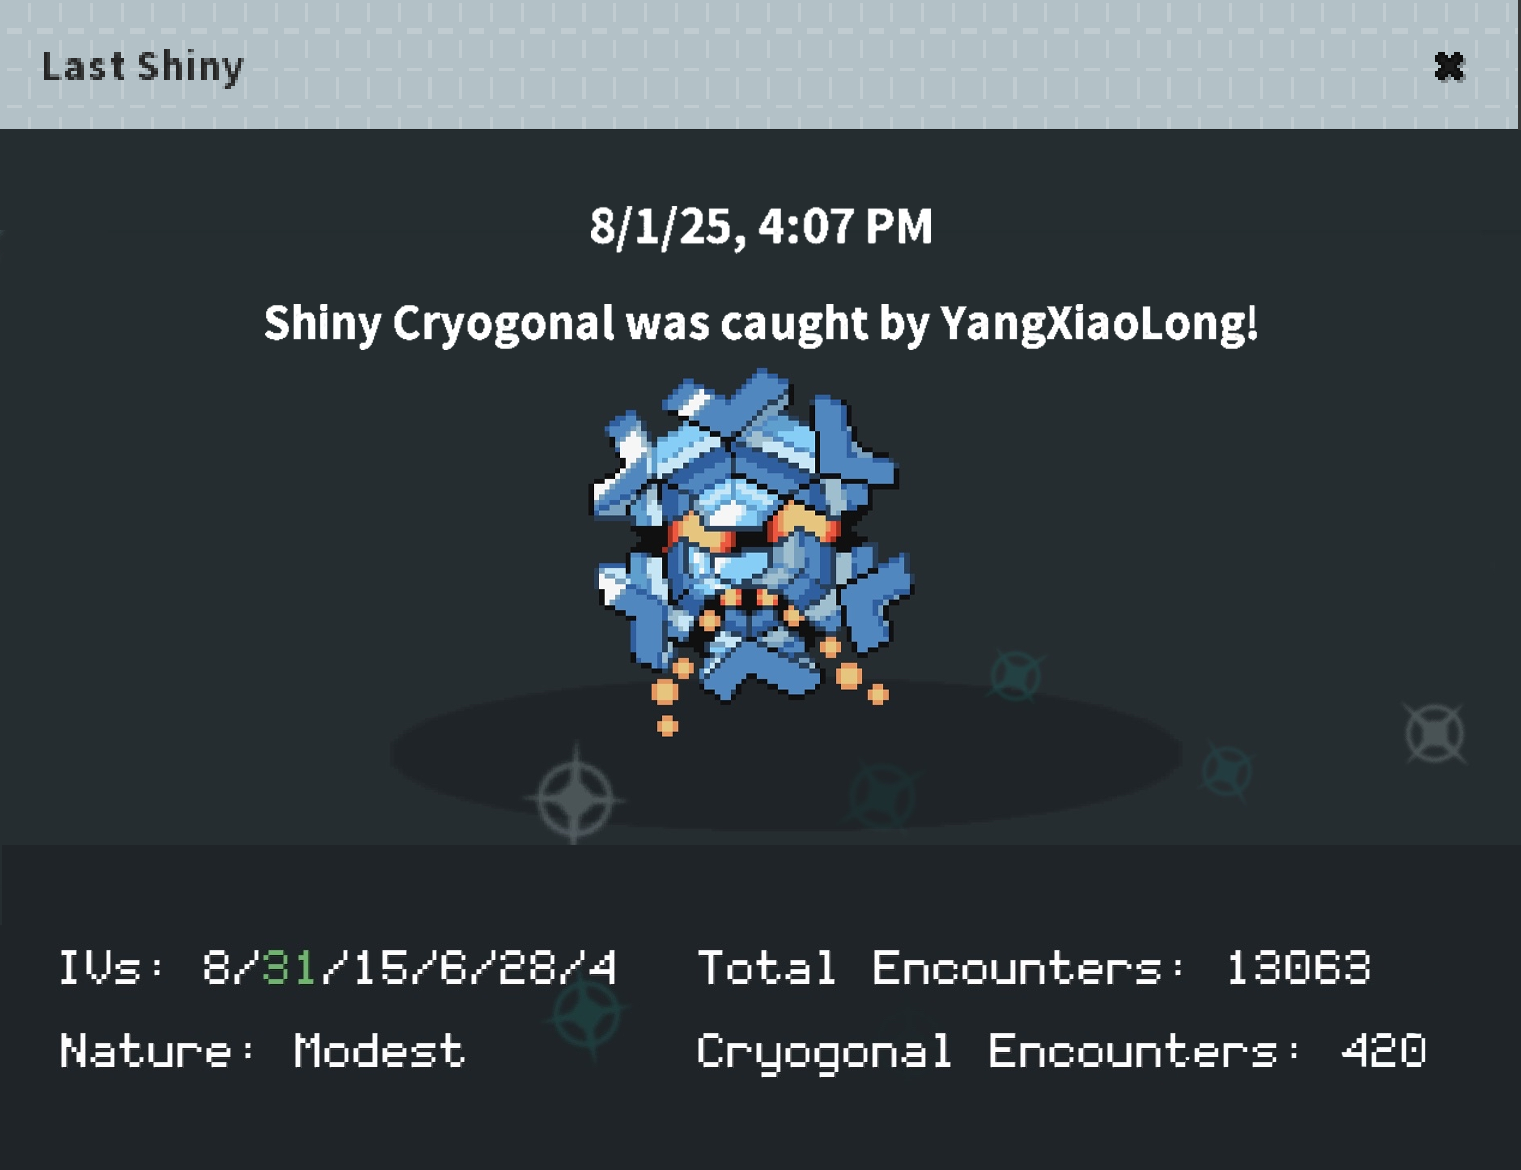 Last Shiny
8/1/25, 4:07 PM
Shiny Cryogonal was caught by YangXiaoLong!
IVs: 8/31/15/6/28/4 Total Encounters: 13063
Nature: Modest Cryogonal Encounters: 420